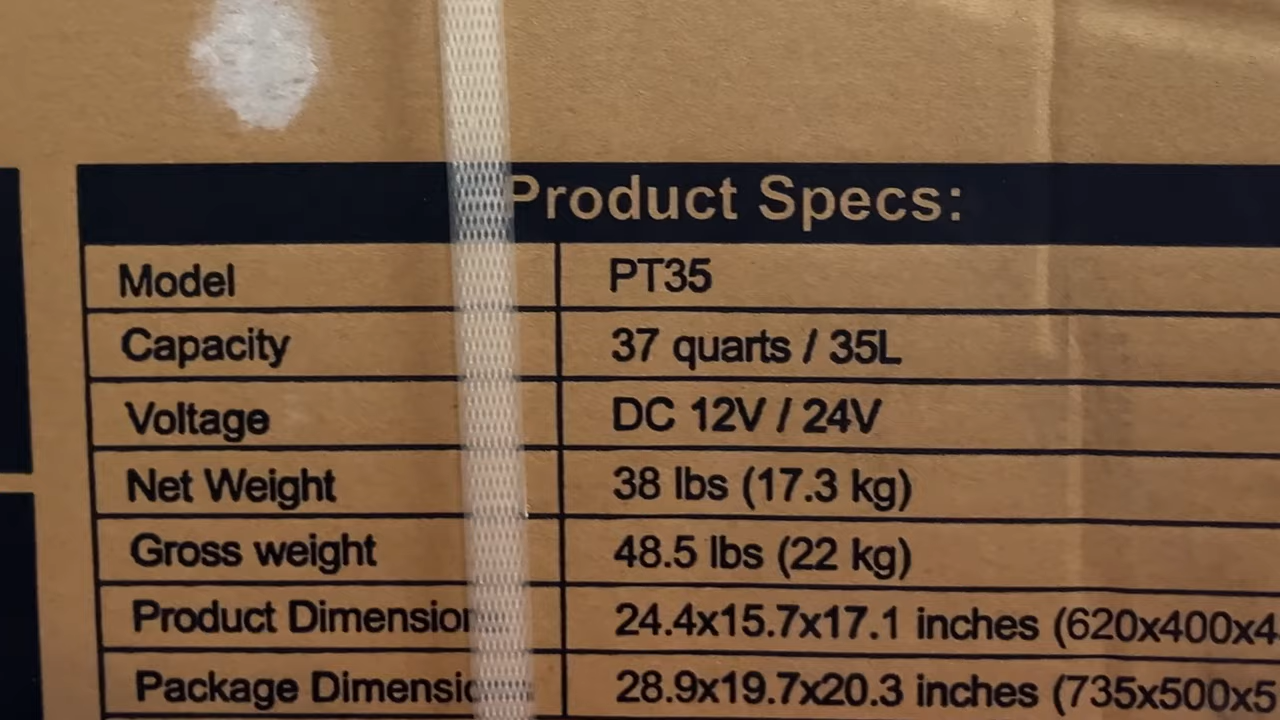 Product Specs:
Model PT35
Capacity 37 quarts / 35L
Voltage DC 12V / 24V
Net Weight 38 lbs (17.3 kg)
Gross weight 48.5 lbs (22 kg)
Product Dimension 24.4x15.7x17.1 inches (620x400x4
Package Dimensio 28.9x19.7x20.3 inches (735x500x5